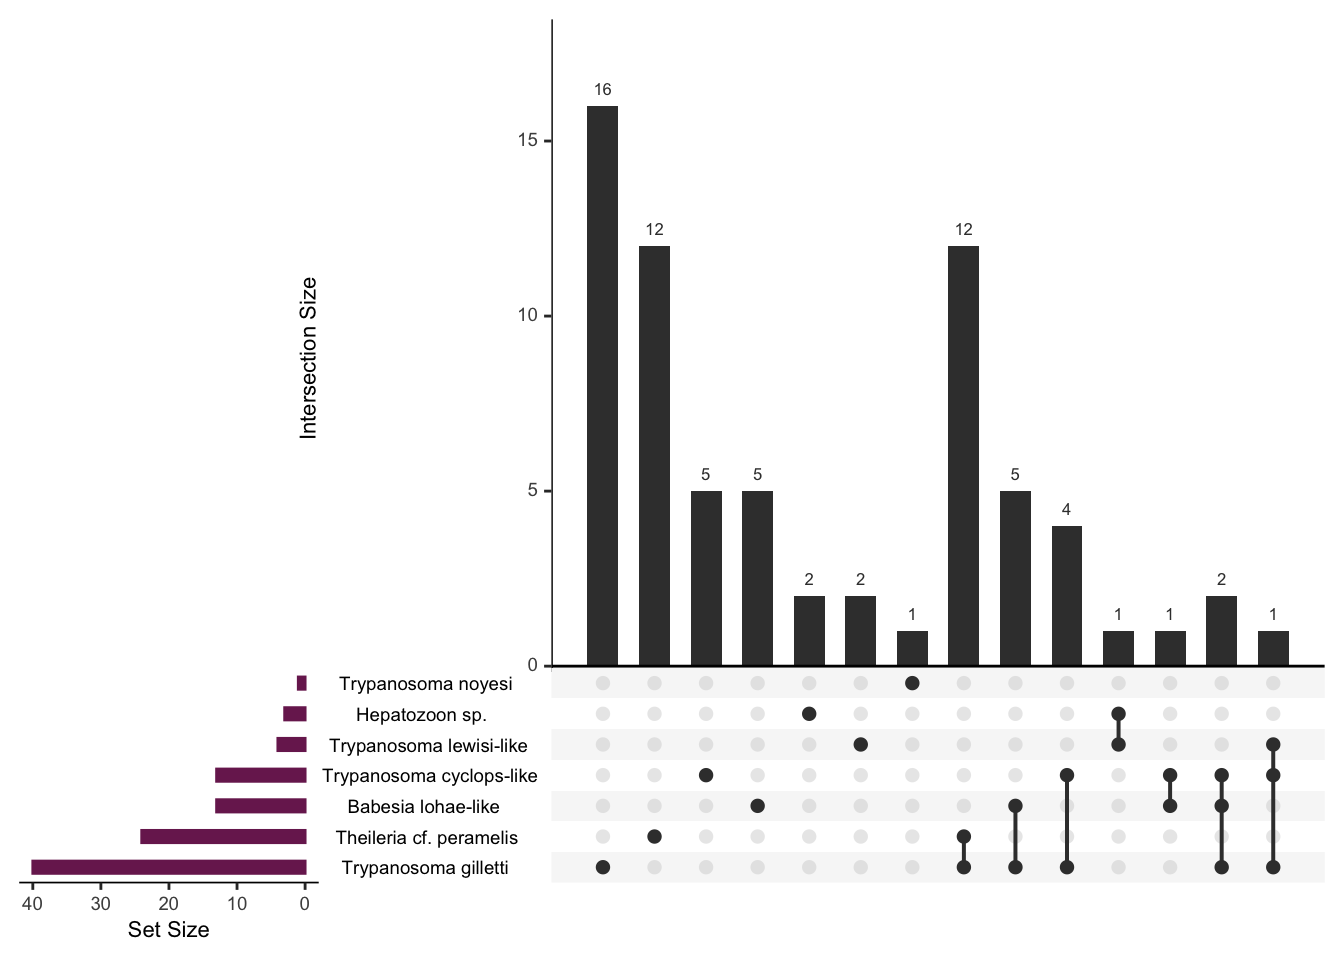 16
15
12
12
10
Intersection Size
5
5
5
5
4
2
2
2
1
1
1
1
0
Trypanosoma noyesi
Hepatozoon sp.
Trypanosoma lewisi-like
Trypanosoma cyclops-like
Babesia lohae-like
Theileria cf. peramelis
Trypanosoma gilletti
40 30 20 10 0
Set Size